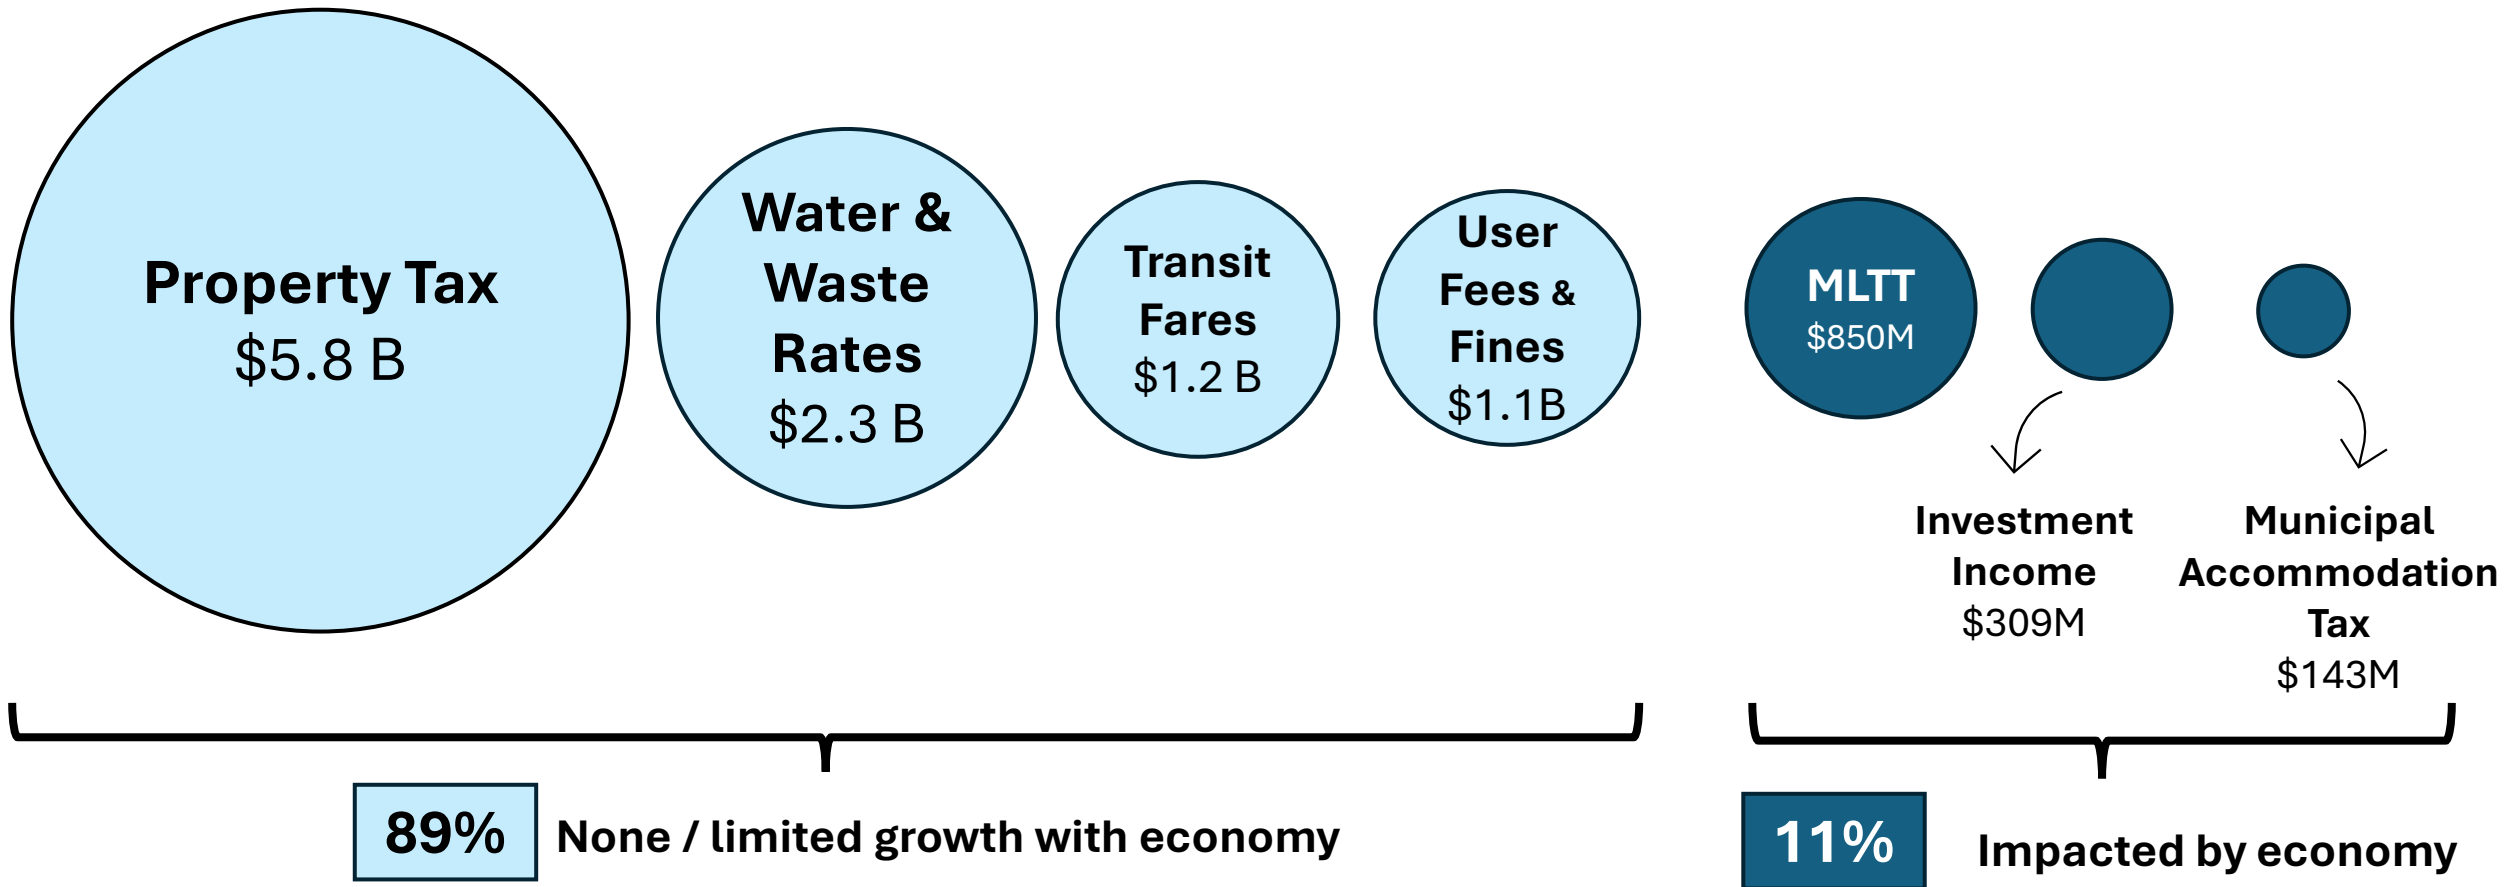 Property Tax
$5.8 B
Water &
Waste
Rates
$2.3 B
Transit
Fares
$1.2 B
User
Fees &
Fines
$1.1B
MLTT
$850M
Investment
Income
$309M
Municipal
Accommodation
Tax
$143M
89%
None / limited growth with economy
11%
Impacted by economy